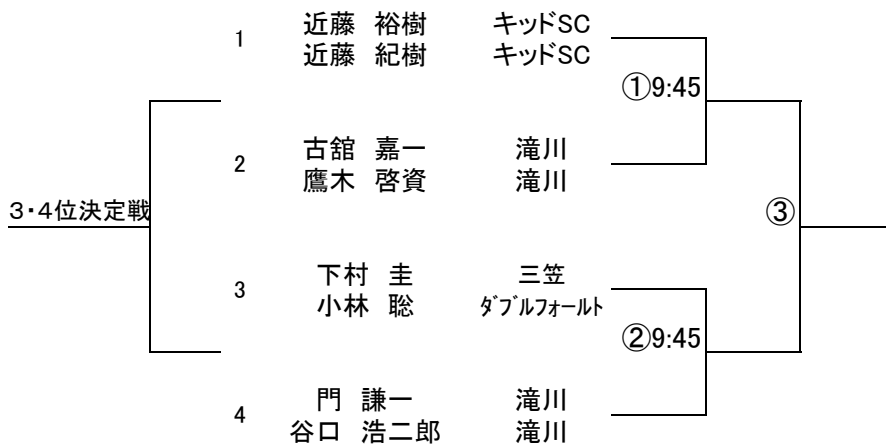 1 近藤 裕樹 キッドSC
近藤 紀樹 キッドSC
①9:45
2 古舘 嘉一 滝川
鷹木 啓資 滝川
3・4位決定戦 ③
3 下村 圭 三笠
小林 聡 ﾀﾞﾌﾞﾙﾌｫｰﾙﾄ
②9:45
4 門 謙一 滝川
谷口 浩二郎 滝川